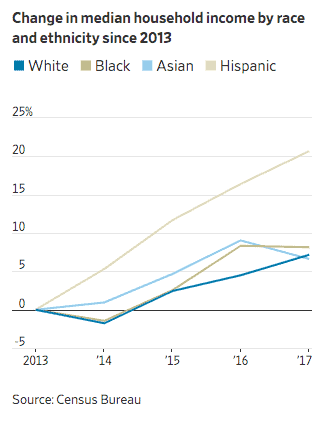 Change in median household income by race
and ethnicity since 2013
White Black Asian Hispanic
25%
20
15
10
5
0
-5
2013 '14 '15 '16 '17
Source: Census Bureau